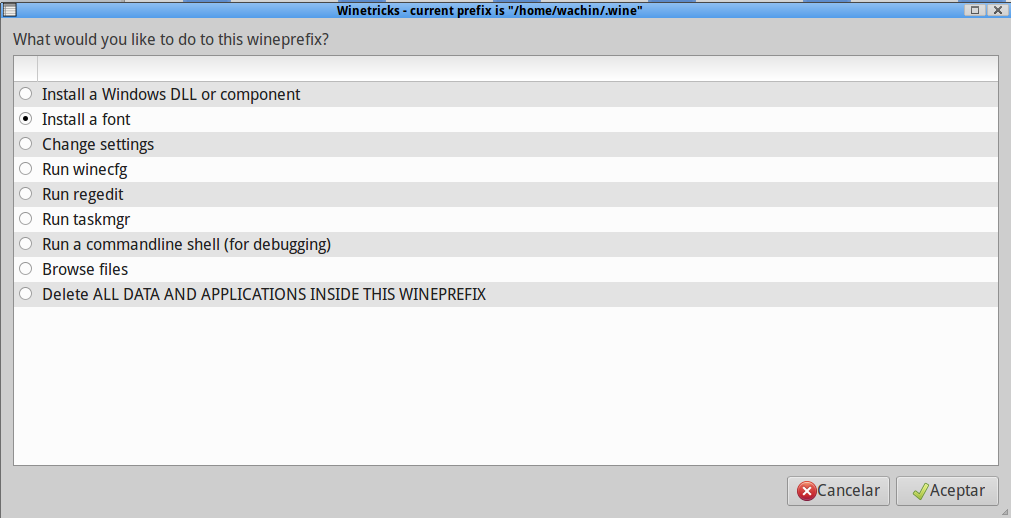 Winetricks - current prefix is "/home/wachin/.wine"
What would you like to do to this wineprefix?
Install a Windows DLL or component
Install a font
Change settings
Run winecfg
Run regedit
Run taskmgr
Run a commandline shell (for debugging)
Browse files
Delete ALL DATA AND APPLICATIONS INSIDE THIS WINEPREFIX
Cancelar Aceptar